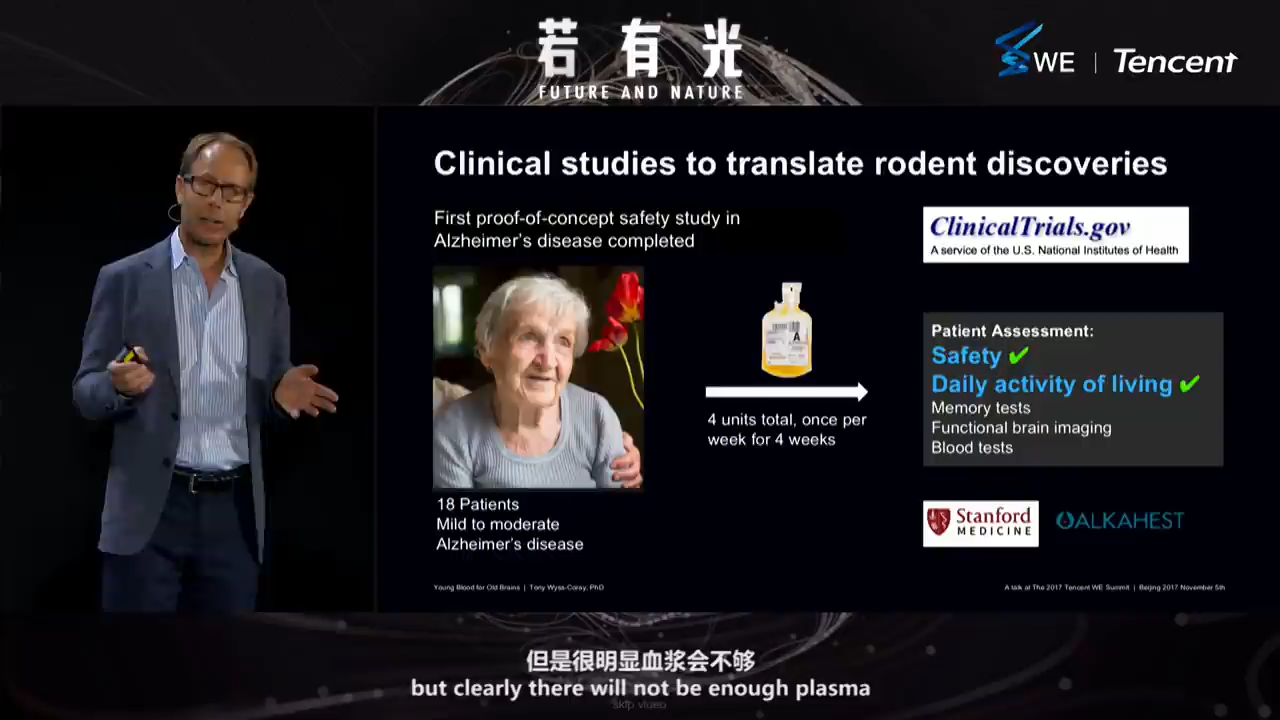 若有光
FUTURE AND NATURE
WE | Tencent
Clinical studies to translate rodent discoveries
First proof-of-concept safety study in
Alzheimer's disease completed
ClinicalTrials.gov
A service of the U.S. National Institutes of Health
A
4 units total, once per
week for 4 weeks
Patient Assessment:
Safety ✔
Daily activity of living ✔
Memory tests
Functional brain imaging
Blood tests
18 Patients
Mild to moderate
Alzheimer's disease
Stanford
MEDICINE
ALKAHEST
Young Blood for Old Brains | Tony Wyss-Coray, PhD
A talk at The 2017 Tencent WE Summit | Beijing 2017 November 5th
但是很明显血浆会不够
but clearly there will not be enough plasma
skip video